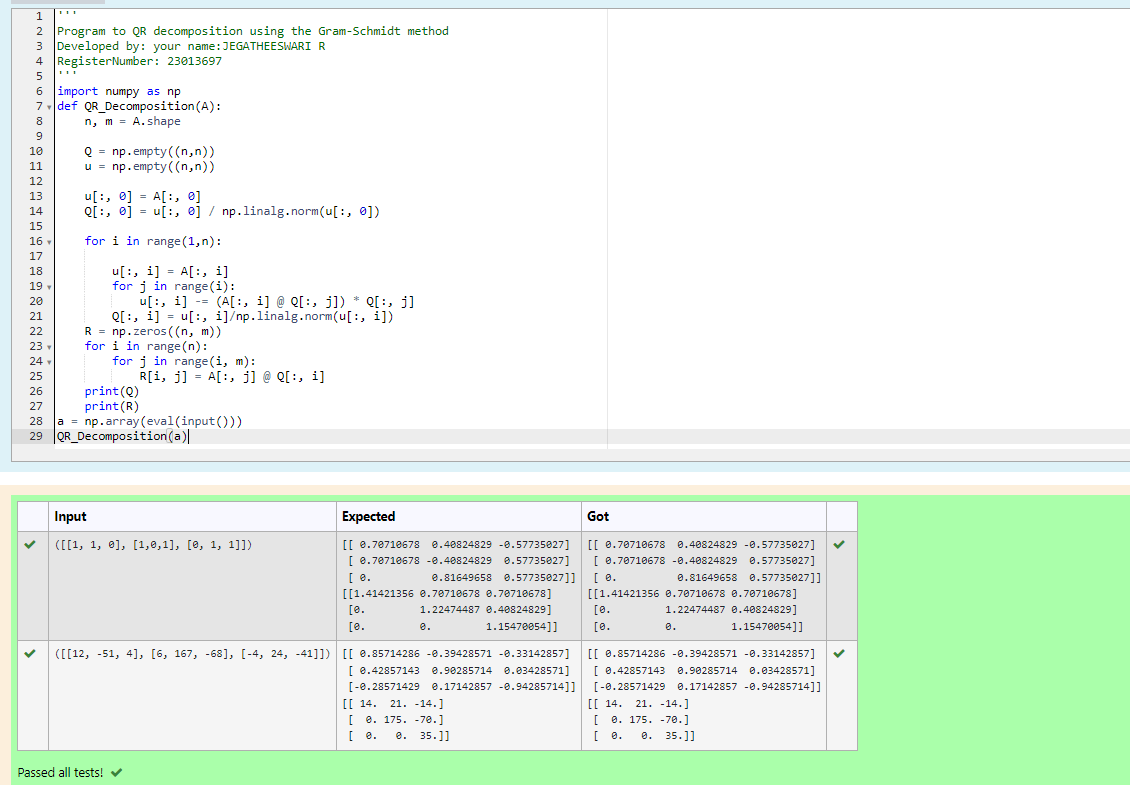 1 '''
2 Program to QR decomposition using the Gram-Schmidt method
3 Developed by: your name:JEGATHEESWARI R
4 RegisterNumber: 23013697
5 '''
6 import numpy as np
7 def QR_Decomposition(A):
8     n, m = A.shape
9
10     Q = np.empty((n,n))
11     u = np.empty((n,n))
12
13     u[:, 0] = A[:, 0]
14     Q[:, 0] = u[:, 0] / np.linalg.norm(u[:, 0])
15
16     for i in range(1,n):
17
18         u[:, i] = A[:, i]
19         for j in range(i):
20             u[:, i] -= (A[:, i] @ Q[:, j]) * Q[:, j]
21         Q[:, i] = u[:, i]/np.linalg.norm(u[:, i])
22     R = np.zeros((n, m))
23     for i in range(n):
24         for j in range(i, m):
25             R[i, j] = A[:, j] @ Q[:, i]
26     print(Q)
27     print(R)
28 a = np.array(eval(input()))
29 QR_Decomposition(a)
Input Expected Got
([[1, 1, 0], [1,0,1], [0, 1, 1]]) [[ 0.70710678  0.40824829 -0.57735027] [[ 0.70710678  0.40824829 -0.57735027]
[ 0.70710678 -0.40824829  0.57735027] [ 0.70710678 -0.40824829  0.57735027]
[ 0.          0.81649658  0.57735027]] [ 0.          0.81649658  0.57735027]]
[[1.41421356 0.70710678 0.70710678] [[1.41421356 0.70710678 0.70710678]
[0.         1.22474487 0.40824829] [0.         1.22474487 0.40824829]
[0.         0.         1.15470054]] [0.         0.         1.15470054]]
([[12, -51, 4], [6, 167, -68], [-4, 24, -41]]) [[ 0.85714286 -0.39428571 -0.33142857] [[ 0.85714286 -0.39428571 -0.33142857]
[ 0.42857143  0.90285714  0.03428571] [ 0.42857143  0.90285714  0.03428571]
[-0.28571429  0.17142857 -0.94285714]] [-0.28571429  0.17142857 -0.94285714]]
[[ 14.  21. -14.] [[ 14.  21. -14.]
[  0. 175. -70.] [  0. 175. -70.]
[  0.   0.  35.]] [  0.   0.  35.]]
Passed all tests!